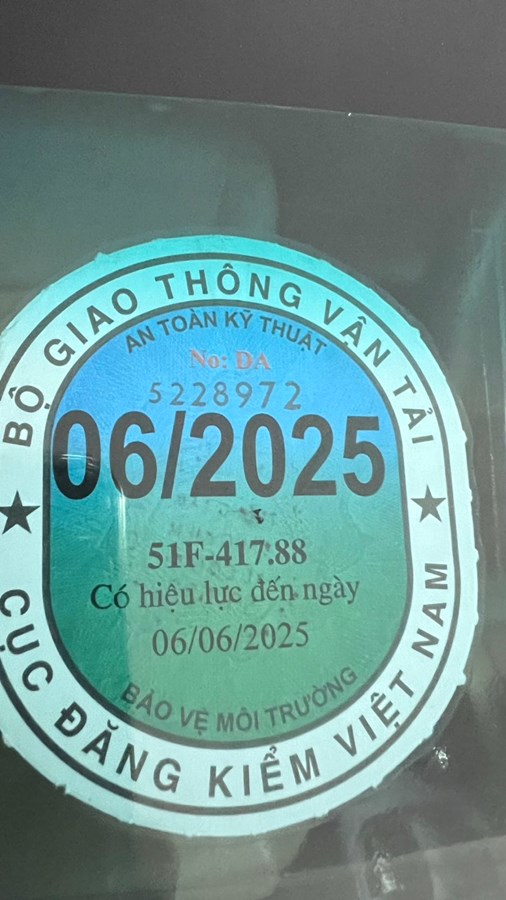 BỘ GIAO THÔNG VẬN TẢI
AN TOÀN KỸ THUẬT
No: DA
5228972
06/2025
51F-417.88
Có hiệu lực đến ngày
06/06/2025
BẢO VỆ MÔI TRƯỜNG
CỤC ĐĂNG KIỂM VIỆT NAM